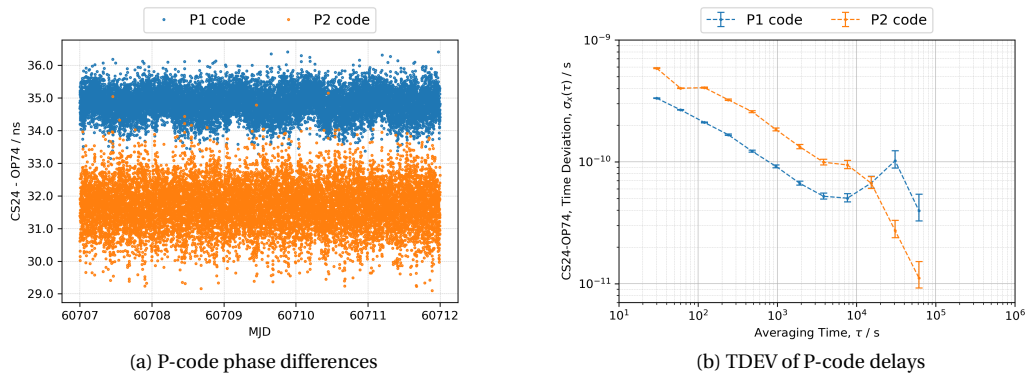 P1 code P2 code
36.0
35.0
34.0
33.0
32.0
31.0
30.0
29.0
CS24 - OP74 / ns
60707 60708 60709 60710 60711 60712
MJD
(a) P-code phase differences
P1 code P2 code
10⁻⁹
10⁻¹⁰
10⁻¹¹
CS24-OP74, Time Deviation, σₓ(τ) / s
10¹ 10² 10³ 10⁴ 10⁵ 10⁶
Averaging Time, τ / s
(b) TDEV of P-code delays